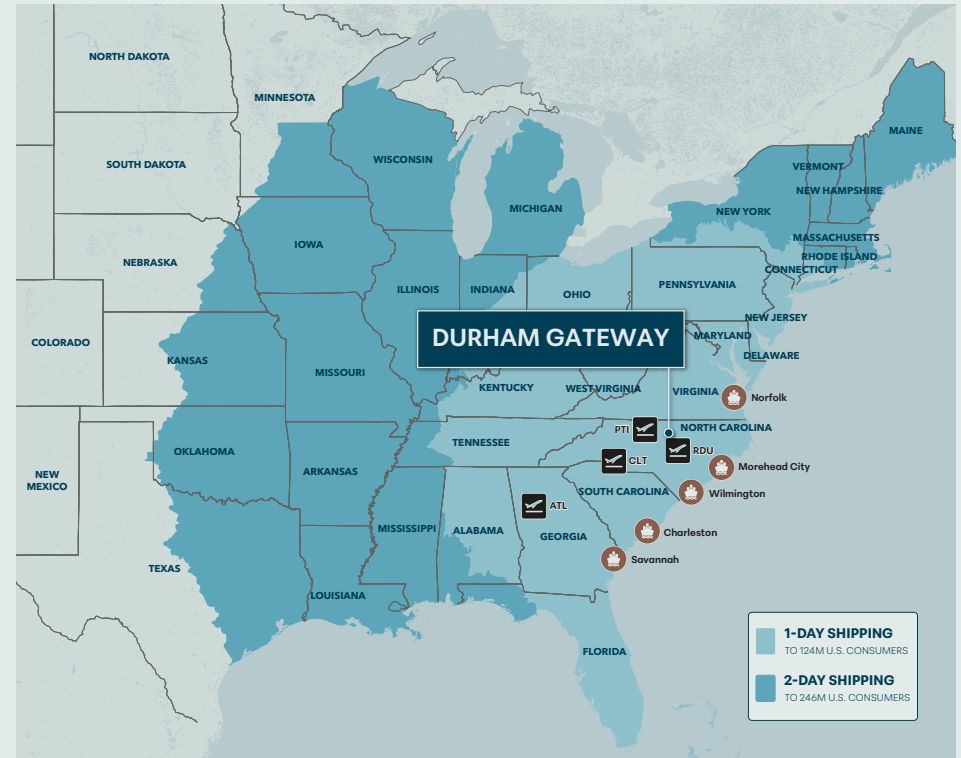 NORTH DAKOTA
MINNESOTA
MAINE
SOUTH DAKOTA
WISCONSIN
VERMONT
NEW HAMPSHIRE
MICHIGAN
NEW YORK
MASSACHUSETTS
IOWA
RHODE ISLAND
NEBRASKA
CONNECTICUT
ILLINOIS
INDIANA
OHIO
PENNSYLVANIA
NEW JERSEY
DURHAM GATEWAY
MARYLAND
COLORADO
DELAWARE
KANSAS
MISSOURI
KENTUCKY
WEST VIRGINIA
VIRGINIA
Norfolk
PTI
NORTH CAROLINA
TENNESSEE
OKLAHOMA
RDU
CLT
ARKANSAS
Morehead City
NEW
MEXICO
SOUTH CAROLINA
Wilmington
ATL
MISSISSIPPI
ALABAMA
GEORGIA
Charleston
Savannah
TEXAS
LOUISIANA
FLORIDA
1-DAY SHIPPING
TO 124M U.S. CONSUMERS
2-DAY SHIPPING
TO 246M U.S. CONSUMERS